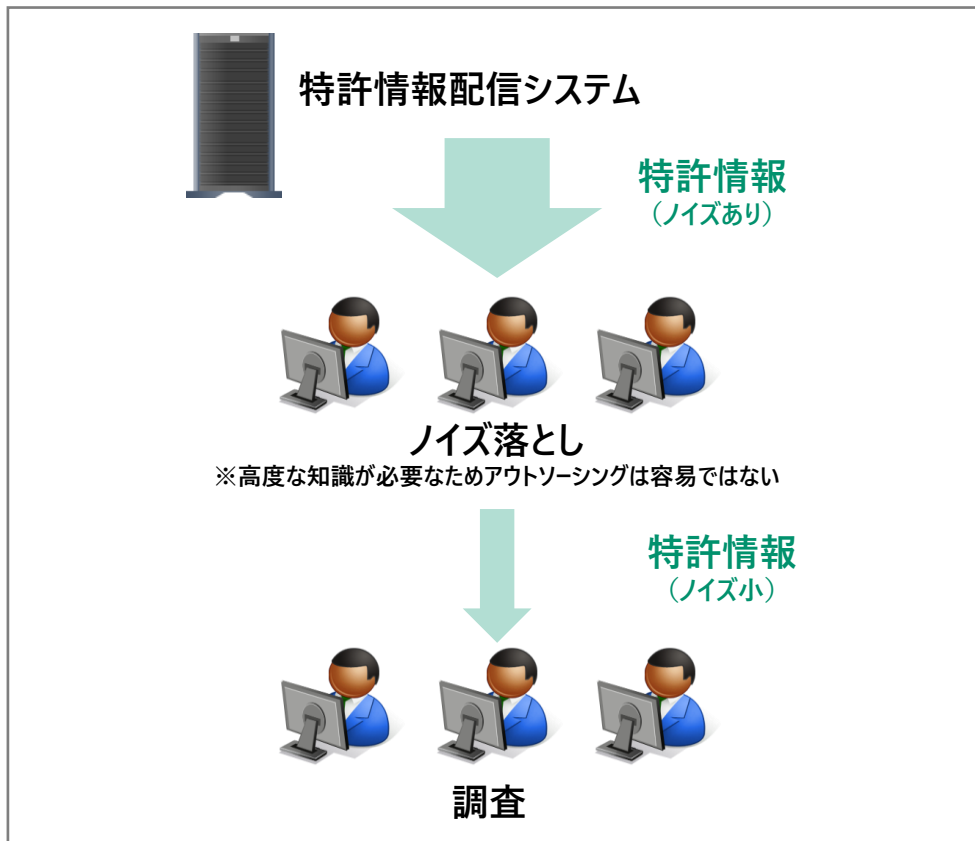 特許情報配信システム
特許情報
（ノイズあり）
ノイズ落とし
※高度な知識が必要なためアウトソーシングは容易ではない
特許情報
（ノイズ小）
調査